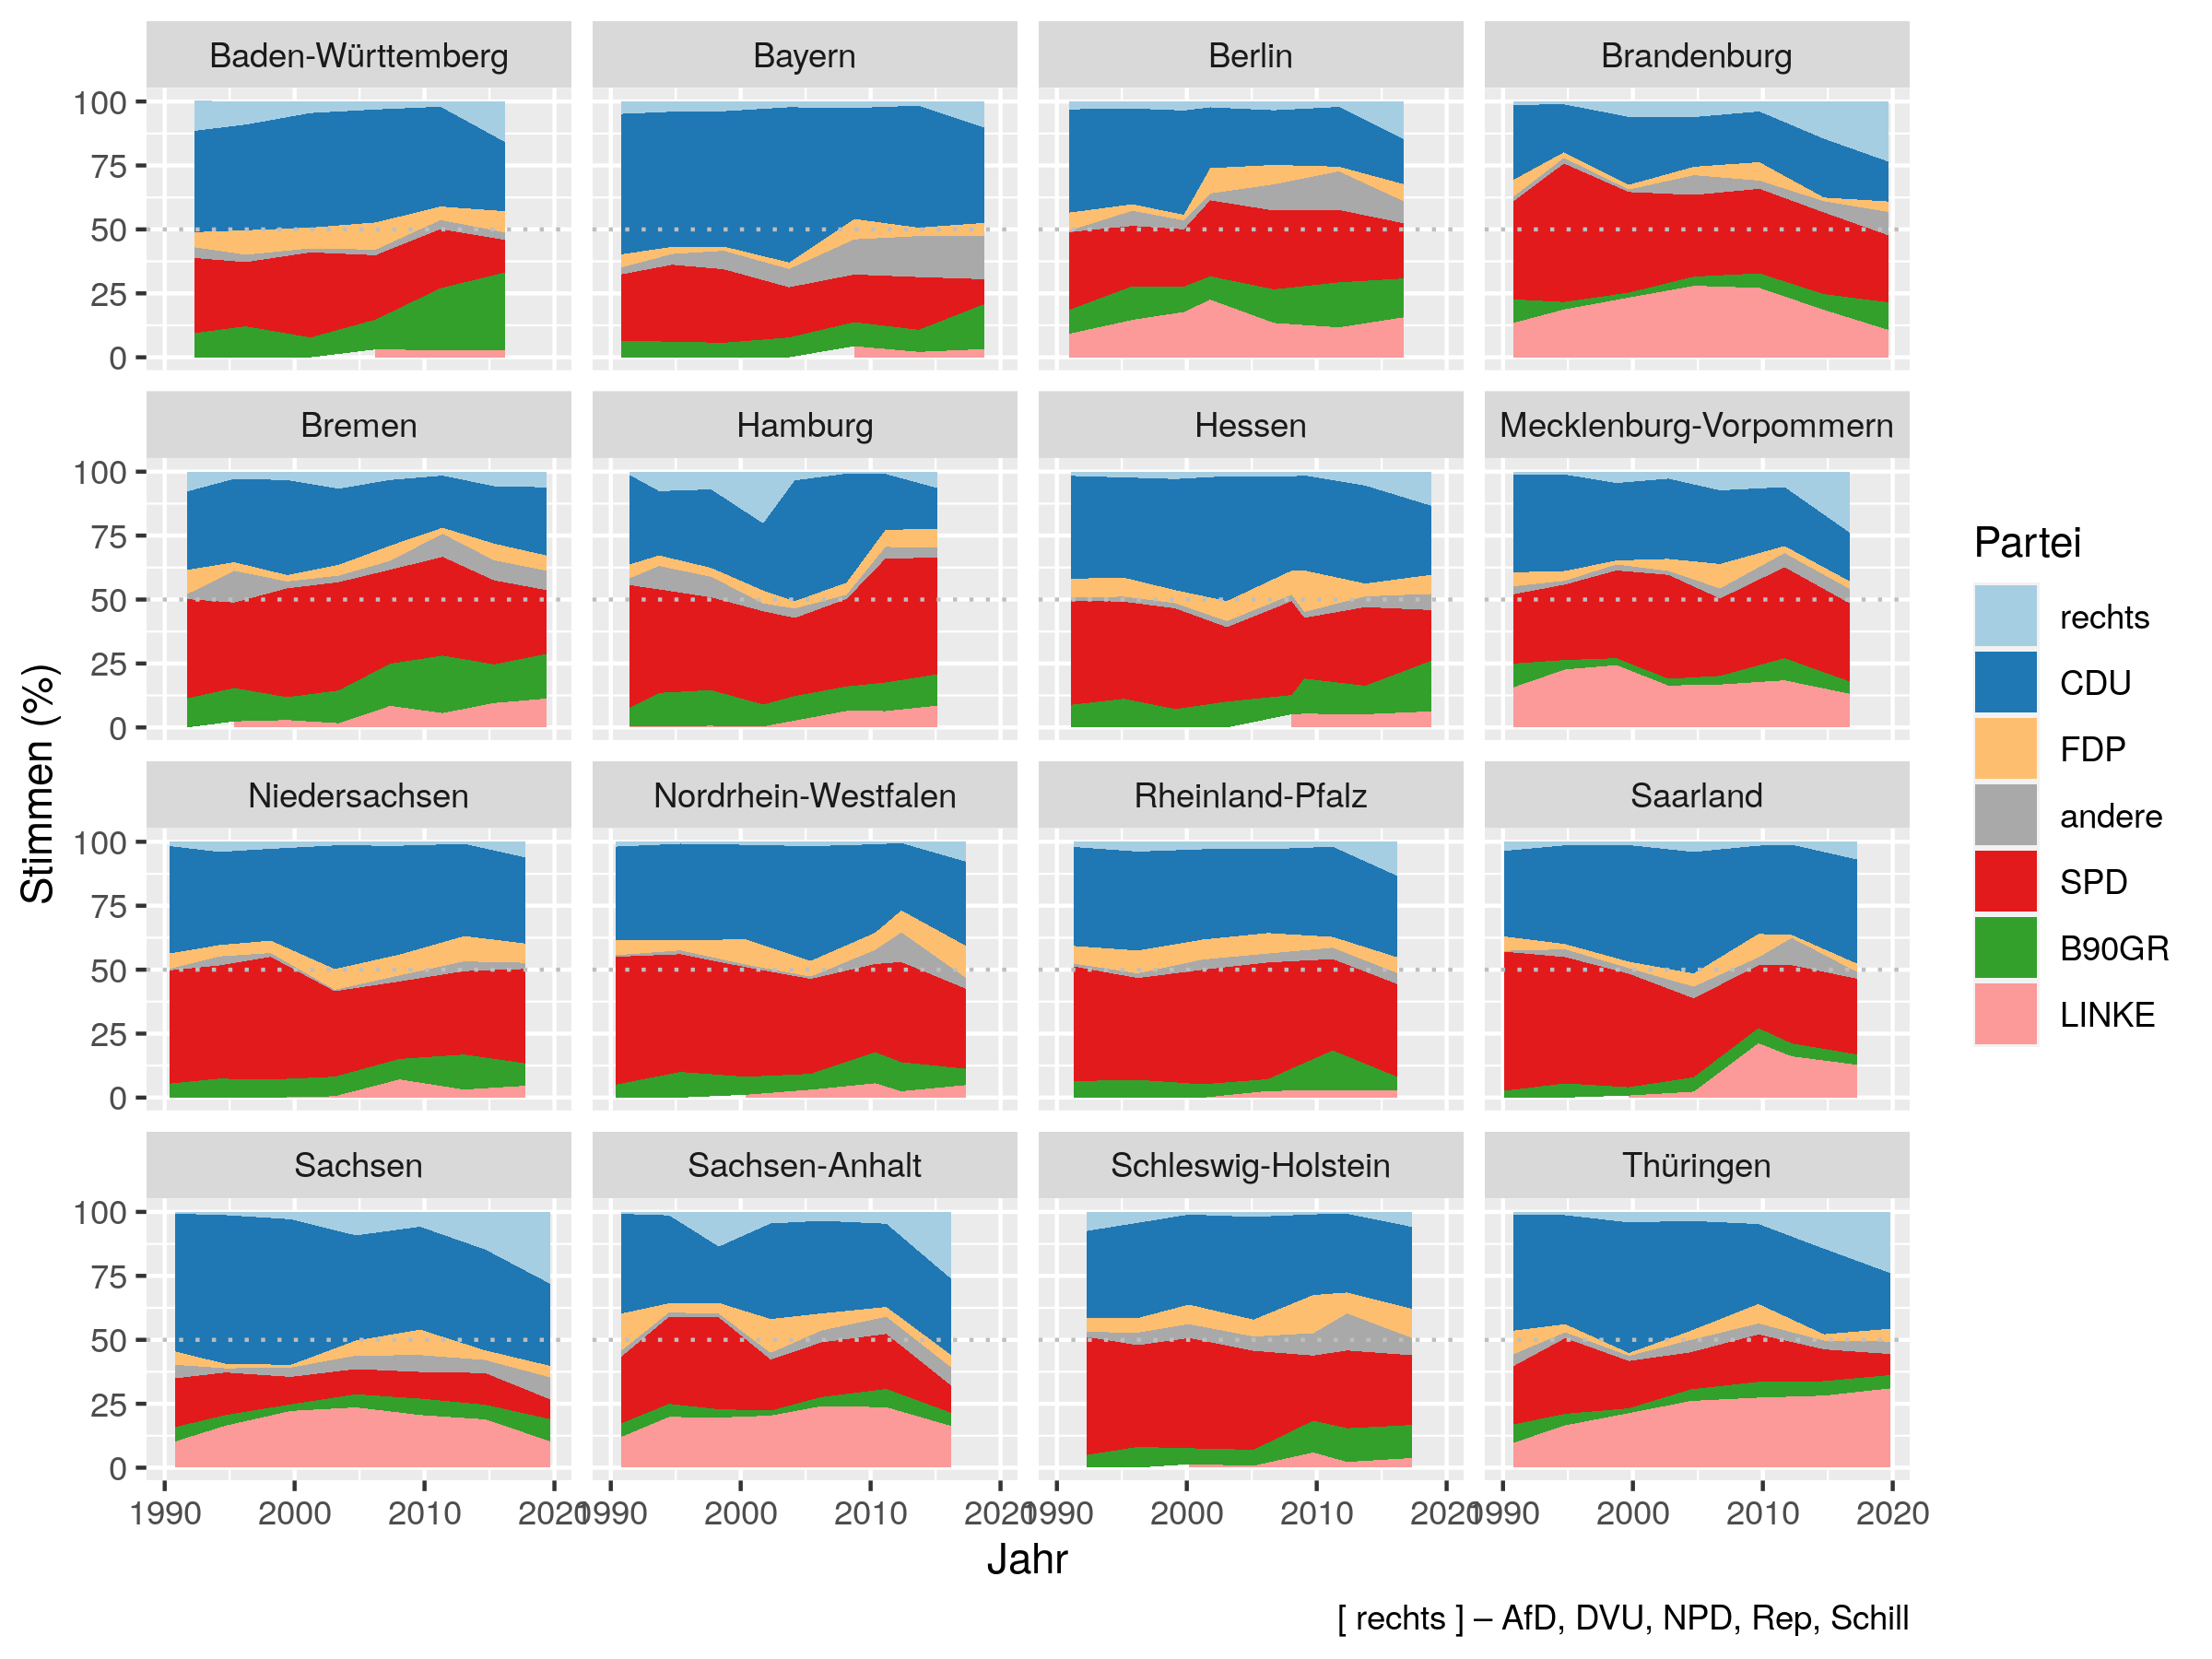 Baden-Württemberg
Bayern
Berlin
Brandenburg
100
75
50
25
0
Bremen
Hamburg
Hessen
Mecklenburg-Vorpommern
100
75
50
25
0
Niedersachsen
Nordrhein-Westfalen
Rheinland-Pfalz
Saarland
100
75
50
25
0
Sachsen
Sachsen-Anhalt
Schleswig-Holstein
Thüringen
100
75
50
25
0
1990 2000 2010 2020
1990 2000 2010 2020
1990 2000 2010 2020
1990 2000 2010 2020
Stimmen (%)
Jahr
Partei
rechts
CDU
FDP
andere
SPD
B90GR
LINKE
[ rechts ] – AfD, DVU, NPD, Rep, Schill